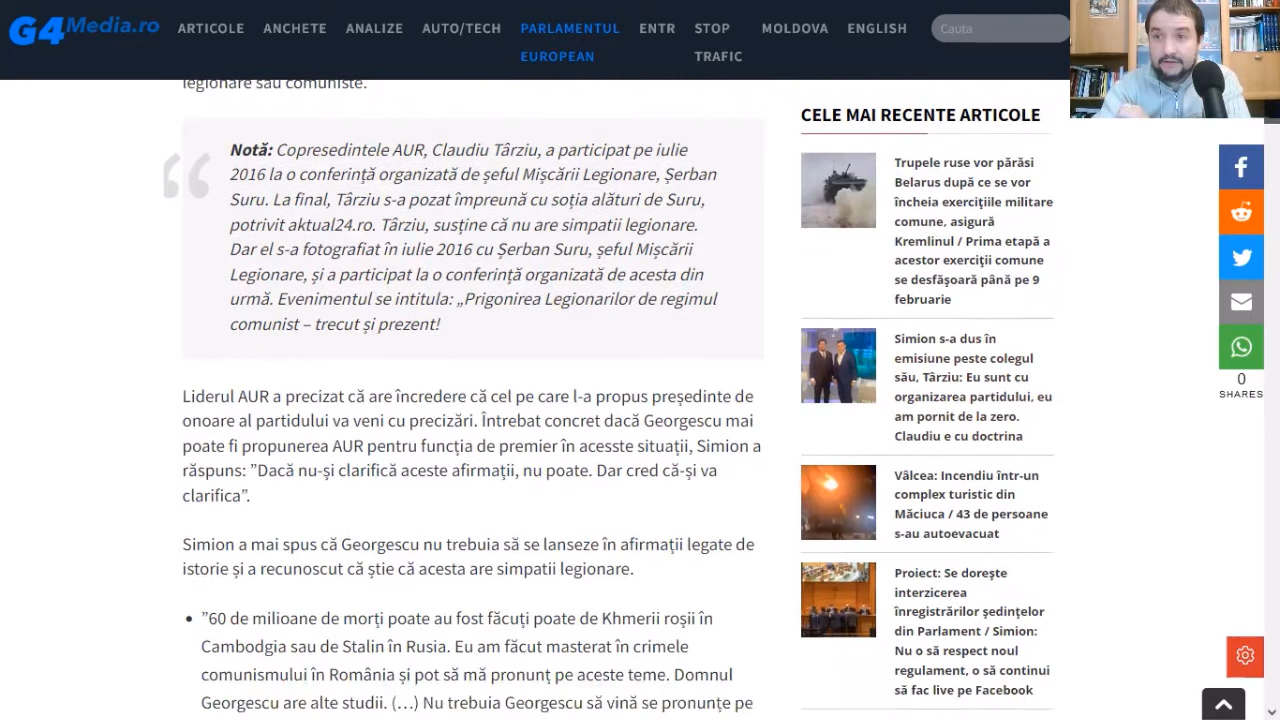 G4Media.ro
ARTICOLE
ANCHETE
ANALIZE
AUTO/TECH
PARLAMENTUL
EUROPEAN
ENTR
STOP
TRAFIC
MOLDOVA
ENGLISH
Cauta
legionare sau comuniste.
Notă: Copresedintele AUR, Claudiu Târziu, a participat pe iulie
2016 la o conferință organizată de șeful Mișcării Legionare, Șerban
Suru. La final, Târziu s-a pozat împreună cu soția alături de Suru,
potrivit aktual24.ro. Târziu, susține că nu are simpatii legionare.
Dar el s-a fotografiat în iulie 2016 cu Șerban Suru, șeful Mișcării
Legionare, și a participat la o conferință organizată de acesta din
urmă. Evenimentul se intitula: „Prigonirea Legionarilor de regimul
comunist – trecut și prezent!
Liderul AUR a precizat că are încredere că cel pe care l-a propus președinte de
onoare al partidului va veni cu precizări. Întrebat concret dacă Georgescu mai
poate fi propunerea AUR pentru funcția de premier în acesste situații, Simion a
răspuns: ”Dacă nu-și clarifică aceste afirmații, nu poate. Dar cred că-și va
clarifica”.
Simion a mai spus că Georgescu nu trebuia să se lanseze în afirmații legate de
istorie și a recunoscut că știe că acesta are simpatii legionare.
”60 de milioane de morți poate au fost făcuți poate de Khmerii roșii în
Cambodgia sau de Stalin în Rusia. Eu am făcut masterat în crimele
comunismului în România și pot să mă pronunț pe aceste teme. Domnul
Georgescu are alte studii. (…) Nu trebuia Georgescu să vină se pronunțe pe
CELE MAI RECENTE ARTICOLE
Trupele ruse vor părăsi
Belarus după ce se vor
încheia exercițiile militare
comune, asigură
Kremlinul / Prima etapă a
acestor exerciții comune
se desfășoară până pe 9
februarie
Simion s-a dus în
emisiune peste colegul
său, Târziu: Eu sunt cu
organizarea partidului, eu
am pornit de la zero.
Claudiu e cu doctrina
Vâlcea: Incendiu într-un
complex turistic din
Măciuca / 43 de persoane
s-au autoevacuat
Proiect: Se dorește
interzicerea
înregistrărilor ședințelor
din Parlament / Simion:
Nu o să respect noul
regulament, o să continui
să fac live pe Facebook
0
SHARES